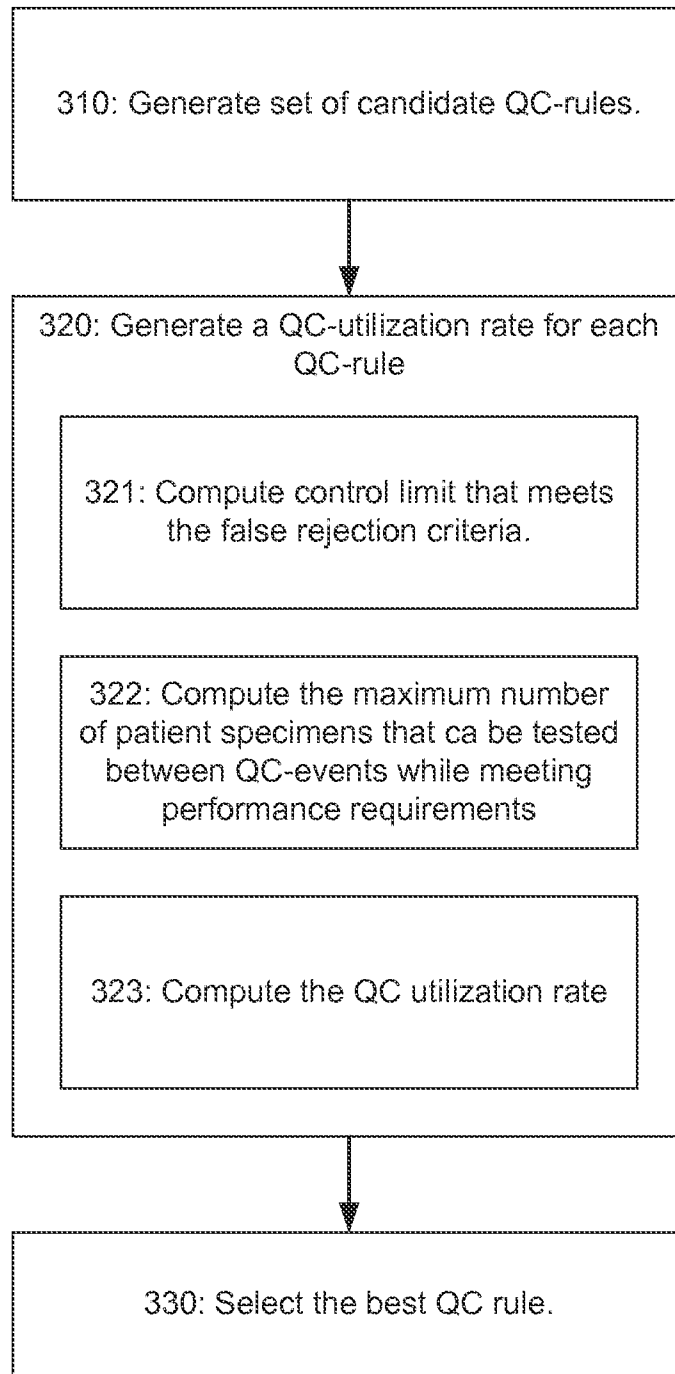 310: Generate set of candidate QC-rules.
320: Generate a QC-utilization rate for each
QC-rule
321: Compute control limit that meets
the false rejection criteria.
322: Compute the maximum number
of patient specimens that ca be tested
between QC-events while meeting
performance requirements
323: Compute the QC utilization rate
330: Select the best QC rule.